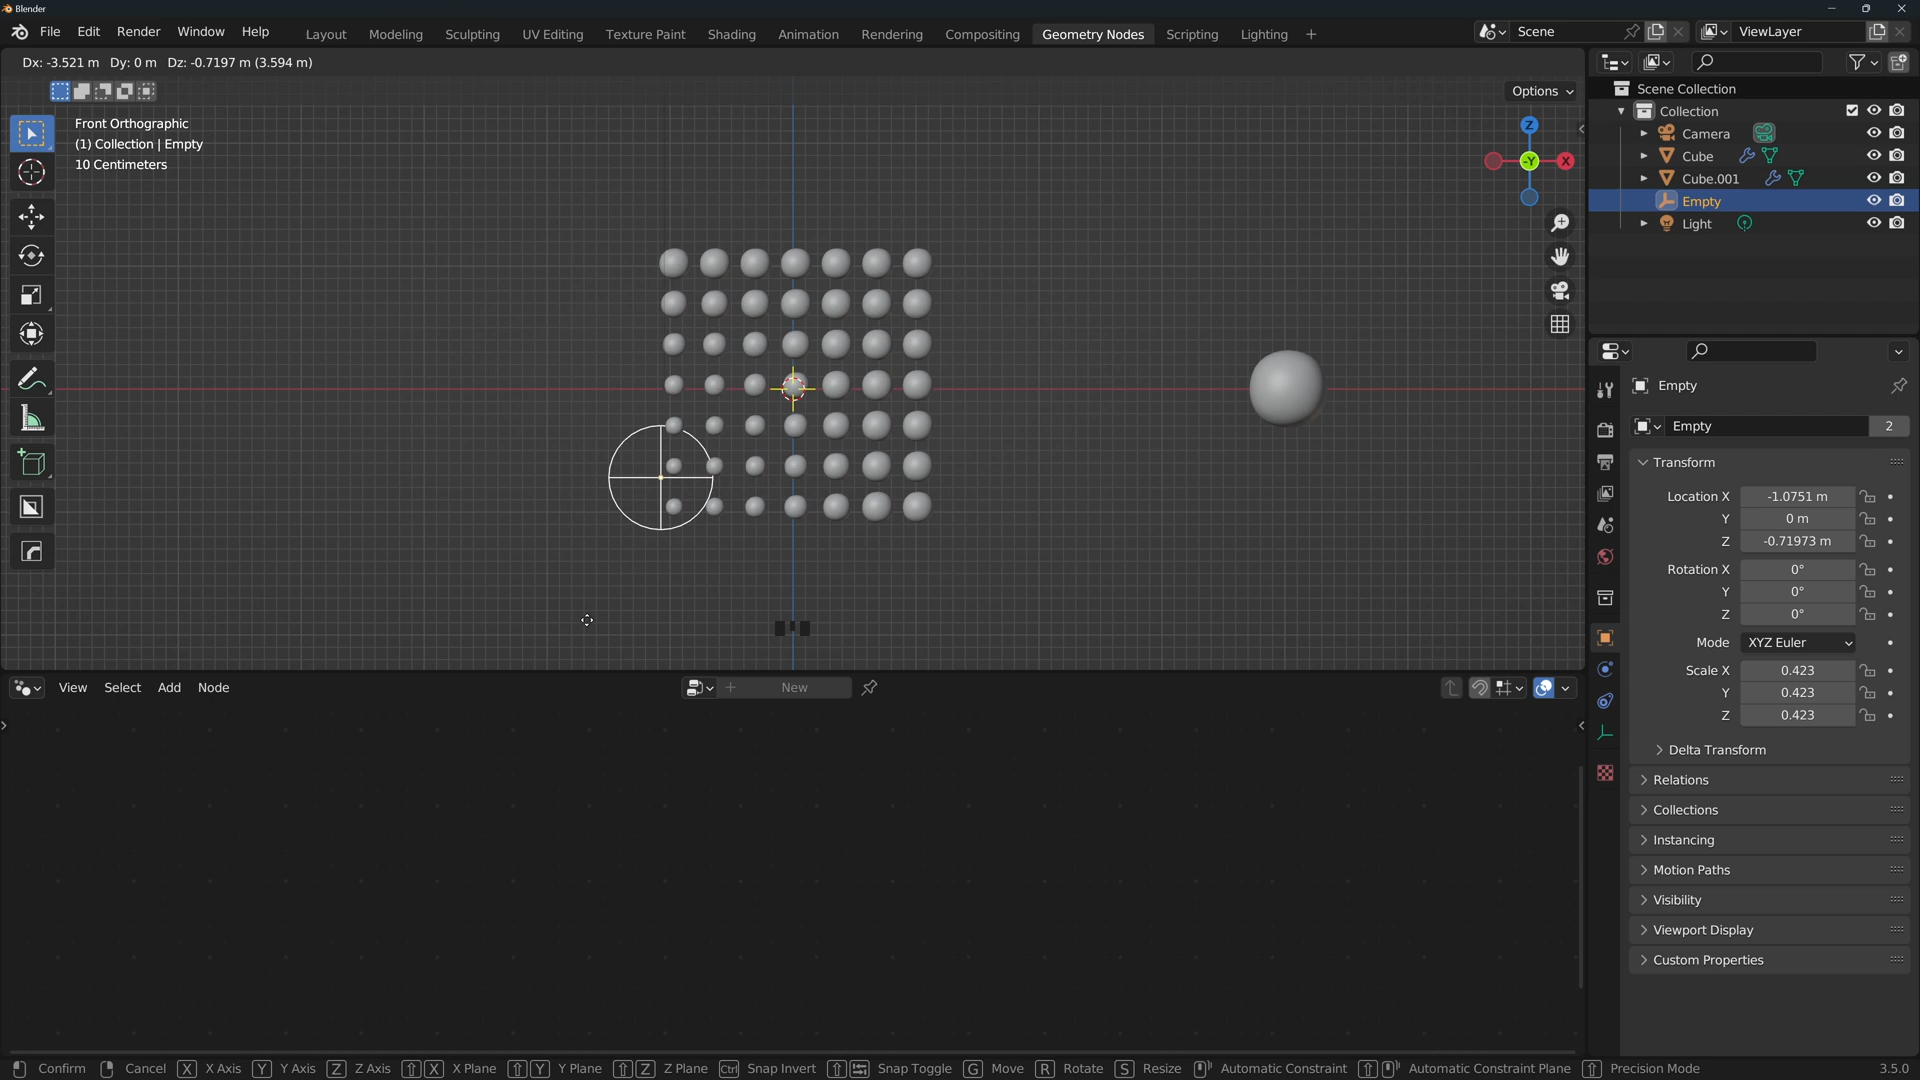 Blender
File Edit Render Window Help
Layout Modeling Sculpting UV Editing Texture Paint Shading Animation Rendering Compositing Geometry Nodes Scripting Lighting +
Scene
ViewLayer
Dx: -3.521 m Dy: 0 m Dz: -0.7197 m (3.594 m)
Options
Front Orthographic
(1) Collection | Empty
10 Centimeters
Z
-Y
X
Scene Collection
Collection
Camera
Cube
Cube.001
Empty
Light
Empty
Empty 2
Transform
Location X -1.0751 m
Y 0 m
Z -0.71973 m
Rotation X 0°
Y 0°
Z 0°
Mode XYZ Euler
Scale X 0.423
Y 0.423
Z 0.423
Delta Transform
Relations
Collections
Instancing
Motion Paths
Visibility
Viewport Display
Custom Properties
View Select Add Node
+ New
Confirm Cancel X X Axis Y Y Axis Z Z Axis X X Plane Y Y Plane Z Z Plane Ctrl Snap Invert Snap Toggle G Move R Rotate S Resize Automatic Constraint Automatic Constraint Plane Precision Mode
3.5.0